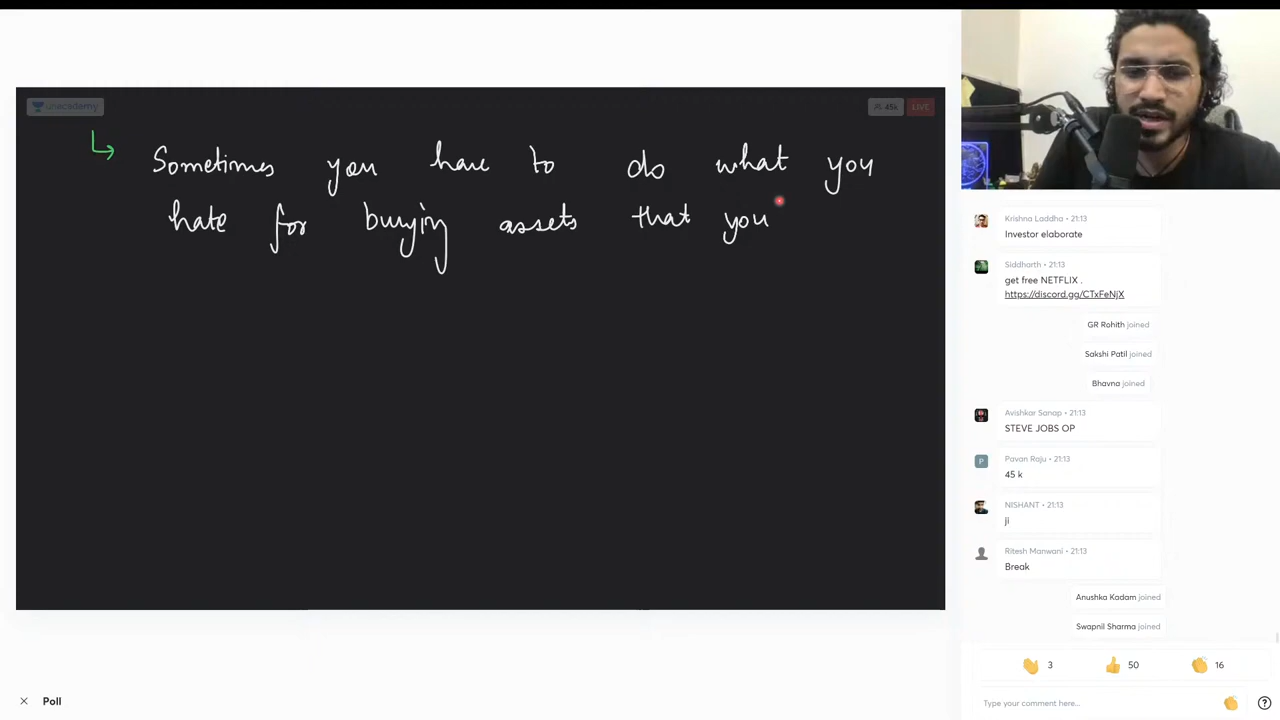 unacademy
45k LIVE
Sometimes you have to do what you
hate for buying assets that you
Krishna Laddha • 21:13
Investor elaborate
Siddharth • 21:13
get free NETFLIX .
https://discord.gg/CTxFeNjX
GR Rohith joined
Sakshi Patil joined
Bhavna joined
Avishkar Sanap • 21:13
STEVE JOBS OP
P
Pavan Raju • 21:13
45 k
NISHANT • 21:13
ji
Ritesh Manwani • 21:13
Break
Anushka Kadam joined
Swapnil Sharma joined
3 50 16
Type your comment here...
Poll